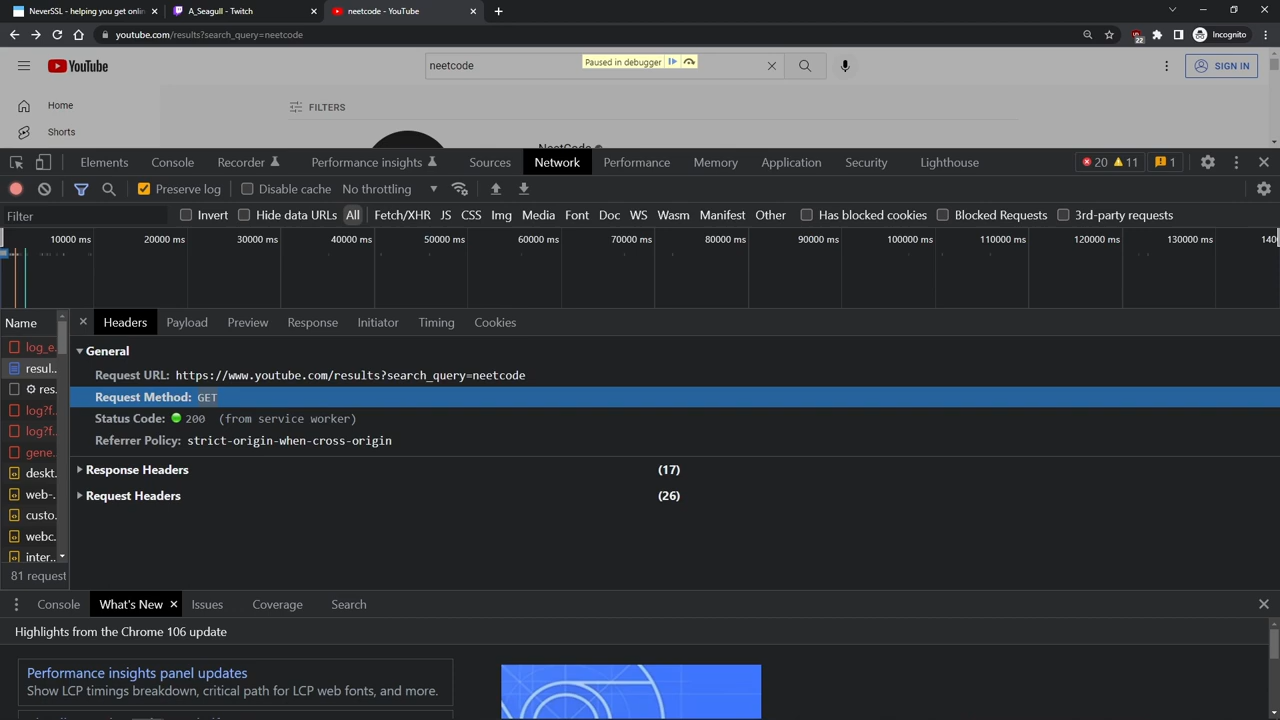 NeverSSL - helping you get onlin
A_Seagull - Twitch
neetcode - YouTube
youtube.com/results?search_query=neetcode
22
Incognito
YouTube
neetcode
Paused in debugger
SIGN IN
Home
FILTERS
Shorts
Elements Console Recorder Performance insights Sources Network Performance Memory Application Security Lighthouse 20 11 1
Preserve log Disable cache No throttling
Filter Invert Hide data URLs All Fetch/XHR JS CSS Img Media Font Doc WS Wasm Manifest Other Has blocked cookies Blocked Requests 3rd-party requests
10000 ms 20000 ms 30000 ms 40000 ms 50000 ms 60000 ms 70000 ms 80000 ms 90000 ms 100000 ms 110000 ms 120000 ms 130000 ms 140
Name
Headers Payload Preview Response Initiator Timing Cookies
log_e.
resul..
res.
log?f.
log?f.
gene.
deskt.
web-.
custo.
webc.
inter..
81 request
General
Request URL: https://www.youtube.com/results?search_query=neetcode
Request Method: GET
Status Code: 200 (from service worker)
Referrer Policy: strict-origin-when-cross-origin
Response Headers (17)
Request Headers (26)
Console What's New Issues Coverage Search
Highlights from the Chrome 106 update
Performance insights panel updates
Show LCP timings breakdown, critical path for LCP web fonts, and more.